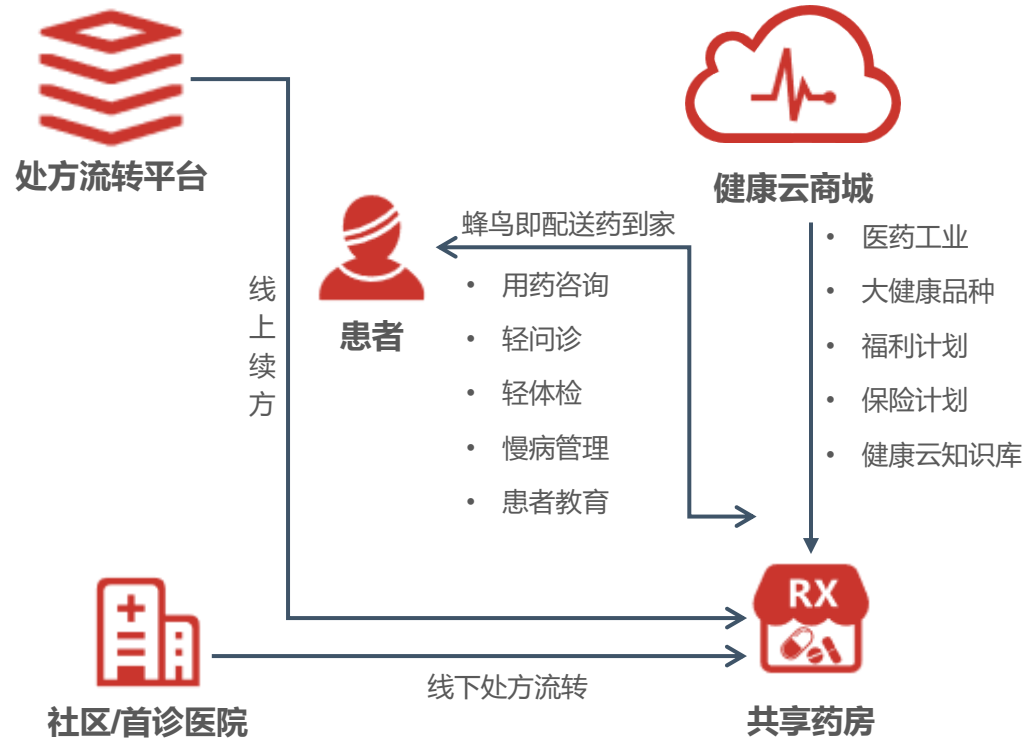 处方流转平台
健康云商城
蜂鸟即配送药到家
患者
• 用药咨询
• 轻问诊
• 轻体检
• 慢病管理
• 患者教育
• 医药工业
• 大健康品种
• 福利计划
• 保险计划
• 健康云知识库
线
上
续
方
RX
线下处方流转
社区/首诊医院
共享药房